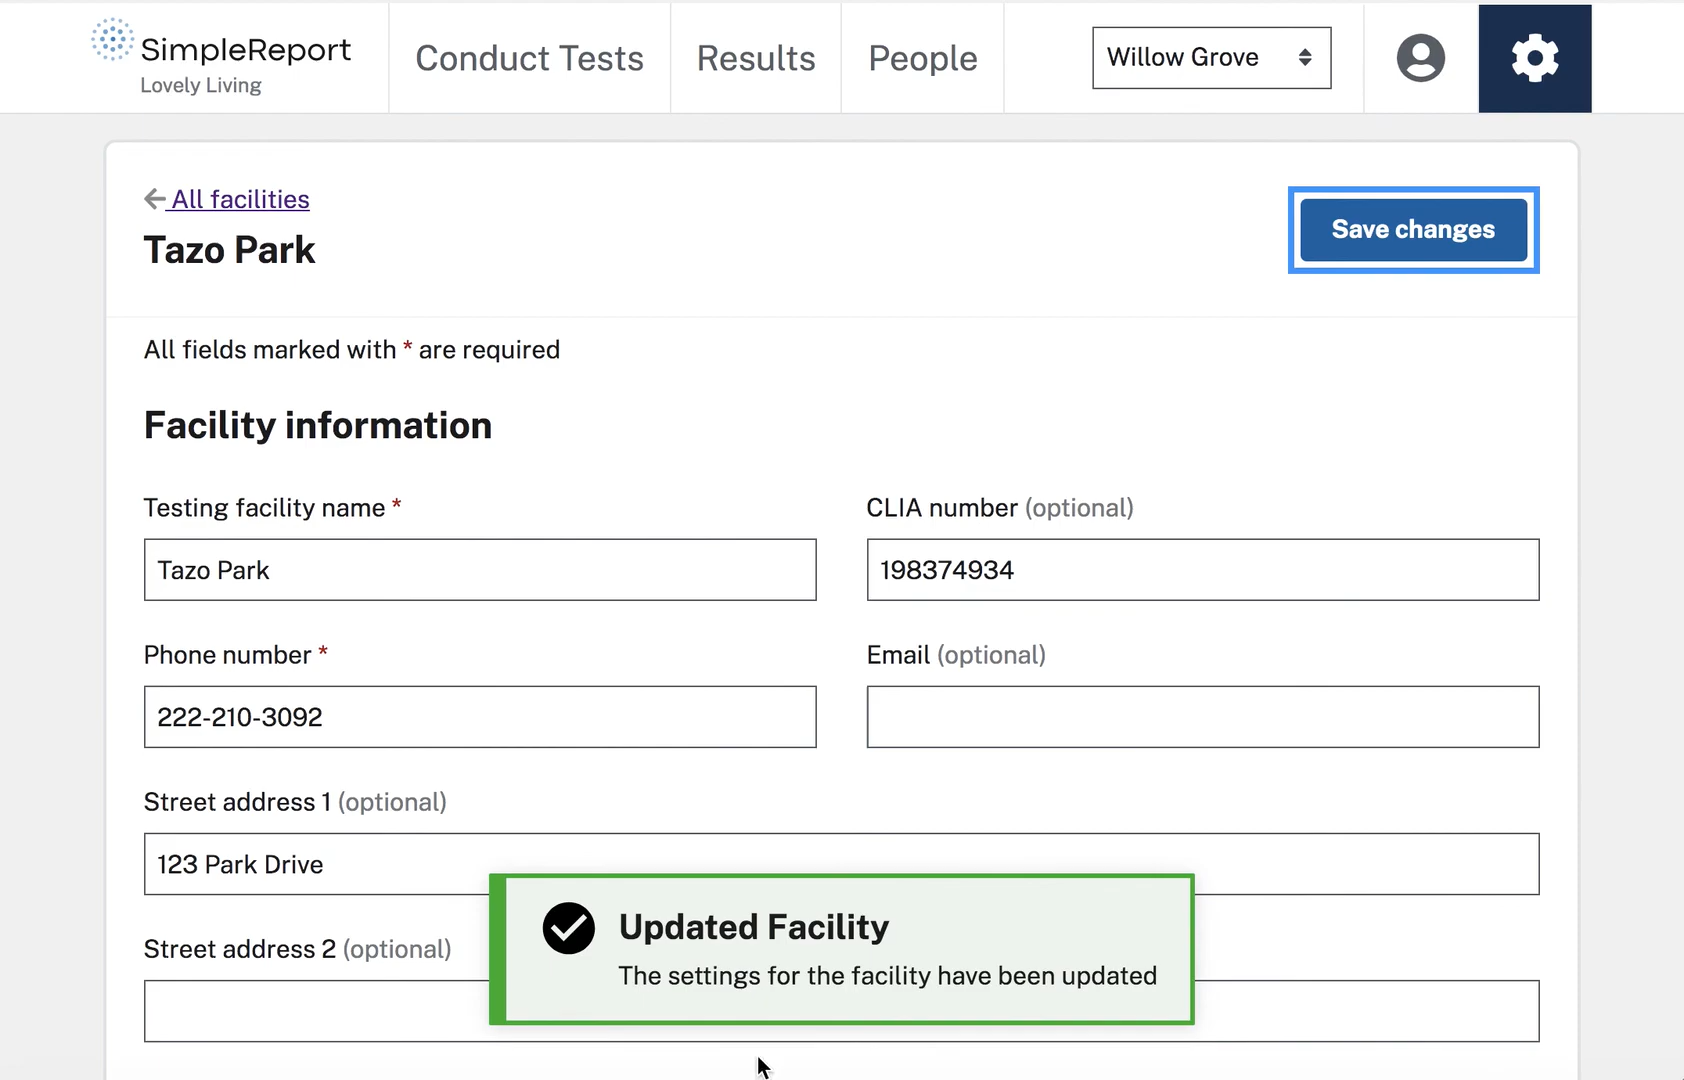 SimpleReport
Lovely Living
Conduct Tests
Results
People
Willow Grove
All facilities
Tazo Park
Save changes
All fields marked with * are required
Facility information
Testing facility name *
CLIA number (optional)
Tazo Park
198374934
Phone number *
Email (optional)
222-210-3092
Street address 1 (optional)
123 Park Drive
Updated Facility
Street address 2 (optional)
The settings for the facility have been updated